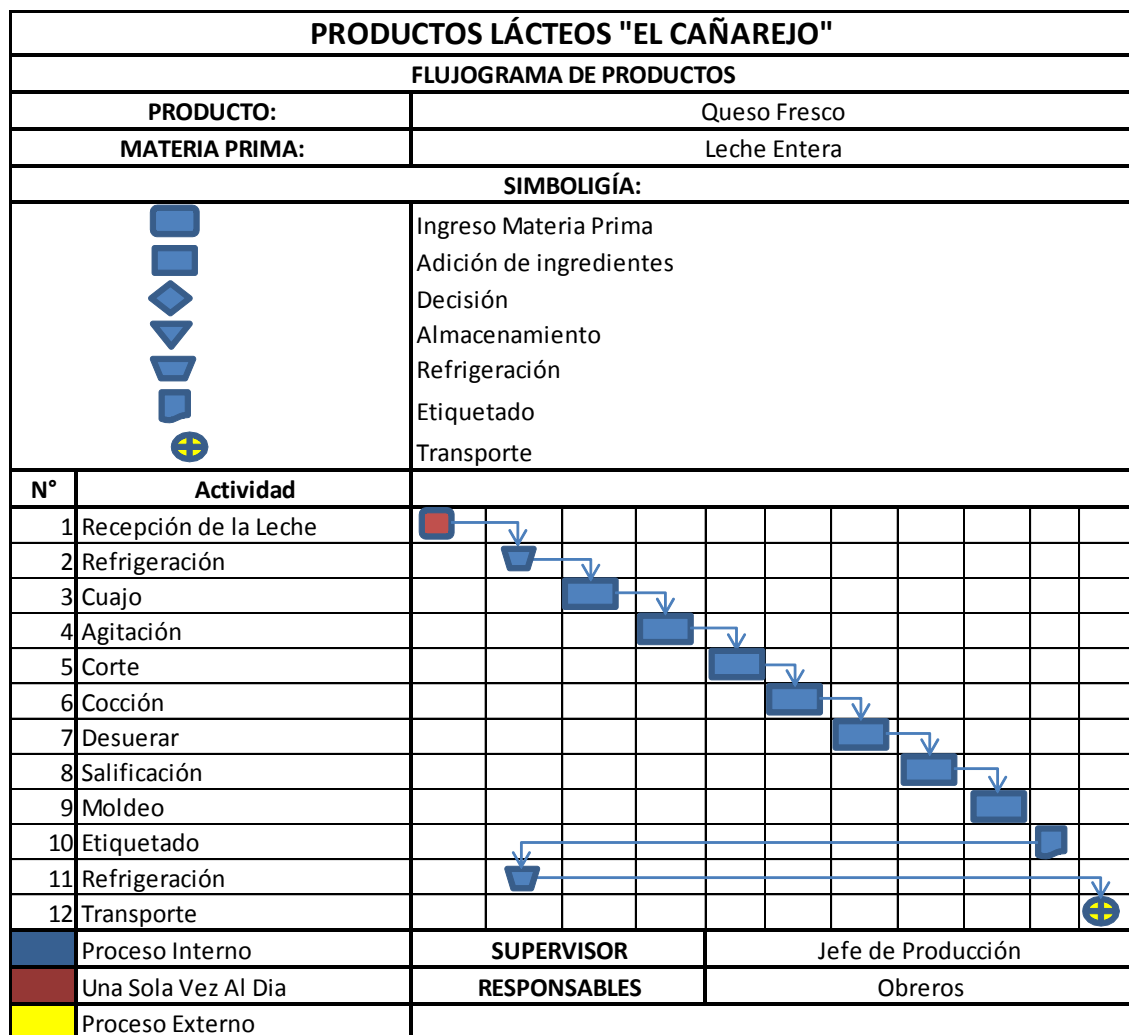 PRODUCTOS LÁCTEOS "EL CAÑAREJO"
FLUJOGRAMA DE PRODUCTOS
PRODUCTO: Queso Fresco
MATERIA PRIMA: Leche Entera
SIMBOLIGÍA:
Ingreso Materia Prima
Adición de ingredientes
Decisión
Almacenamiento
Refrigeración
Etiquetado
Transporte
N° Actividad
1 Recepción de la Leche
2 Refrigeración
3 Cuajo
4 Agitación
5 Corte
6 Cocción
7 Desuerar
8 Salificación
9 Moldeo
10 Etiquetado
11 Refrigeración
12 Transporte
Proceso Interno SUPERVISOR Jefe de Producción
Una Sola Vez Al Dia RESPONSABLES Obreros
Proceso Externo